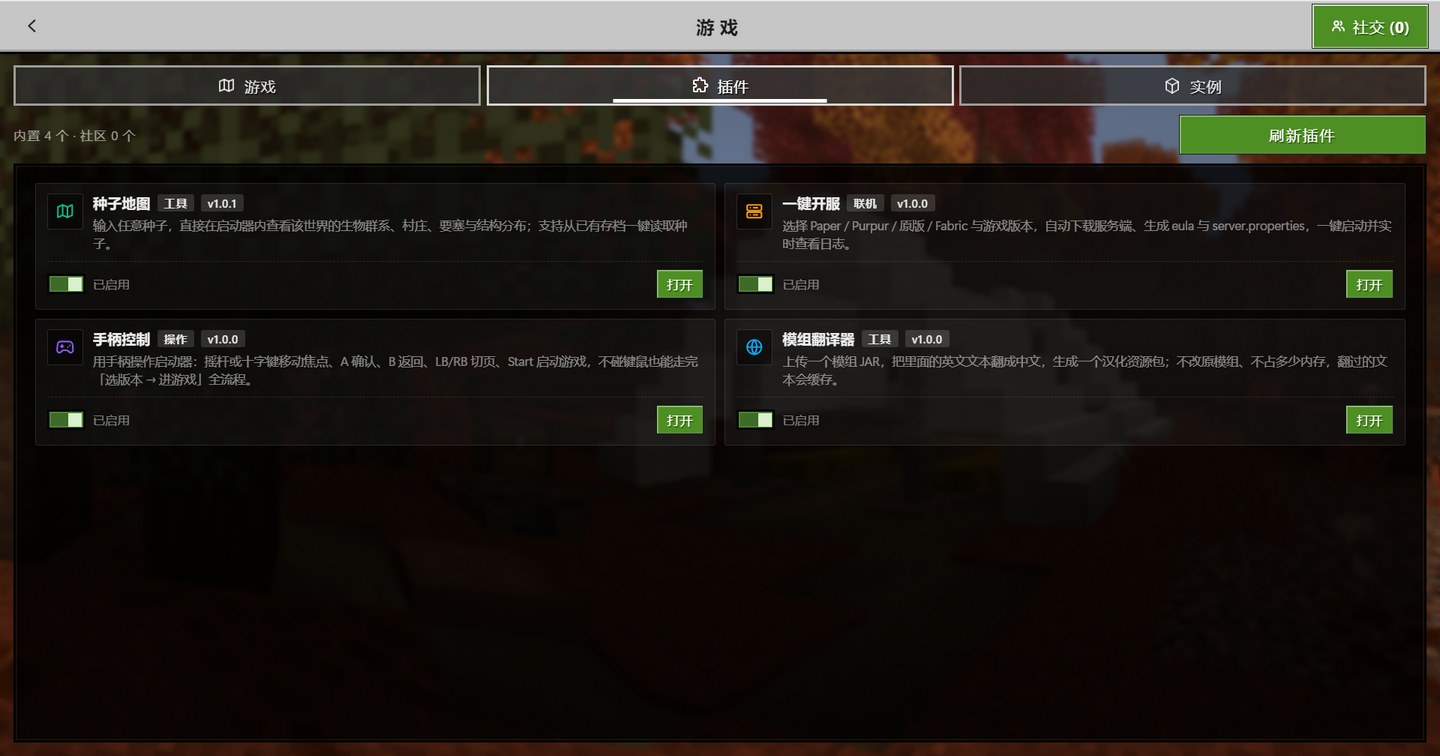 游戏
社交 (0)
游戏
插件
实例
内置 4 个 · 社区 0 个
刷新插件
种子地图 工具 v1.0.1
输入任意种子，直接在启动器内查看该世界的生物群系、村庄、要塞与结构分布；支持从已有存档一键读取种
子。
已启用
打开
一键开服 联机 v1.0.0
选择 Paper / Purpur / 原版 / Fabric 与游戏版本，自动下载服务端、生成 eula 与 server.properties，一键启动并实
时查看日志。
已启用
打开
手柄控制 操作 v1.0.0
用手柄操作启动器：摇杆或十字键移动焦点、A 确认、B 返回、LB/RB 切页、Start 启动游戏，不碰键鼠也能走完
「选版本 → 进游戏」全流程。
已启用
打开
模组翻译器 工具 v1.0.0
上传一个模组 JAR，把里面的英文文本翻成中文，生成一个汉化资源包；不改原模组、不占多少内存，翻过的文
本会缓存。
已启用
打开